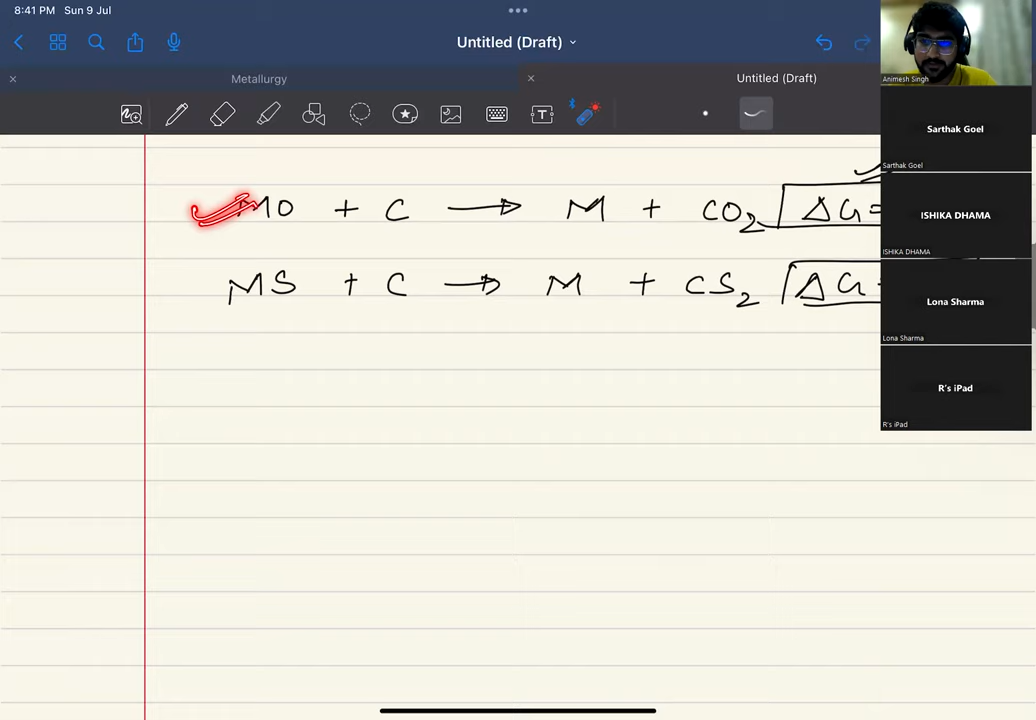 8:41 PM Sun 9 Jul
Untitled (Draft)
Metallurgy
Untitled (Draft)
Animesh Singh
Sarthak Goel
Sarthak Goel
MO + C → M + CO₂ ΔG=
ISHIKA DHAMA
ISHIKA DHAMA
MS + C → M + CS₂ ΔG
Lona Sharma
Lona Sharma
R's iPad
R's iPad